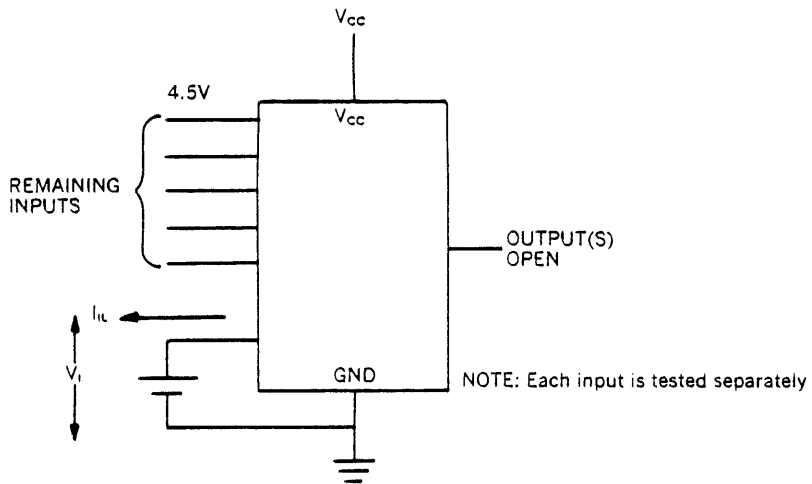 Vcc
4.5V
Vcc
REMAINING
INPUTS
OUTPUT(S)
OPEN
IIL
VI
GND
NOTE: Each input is tested separately